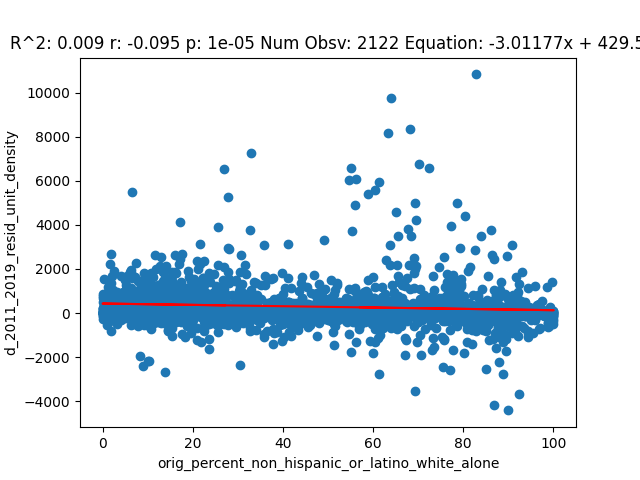 R^2: 0.009 r: -0.095 p: 1e-05 Num Obsv: 2122 Equation: -3.01177x + 429.5
10000
8000
6000
4000
2000
0
−2000
−4000
d_2011_2019_resid_unit_density
0 20 40 60 80 100
orig_percent_non_hispanic_or_latino_white_alone